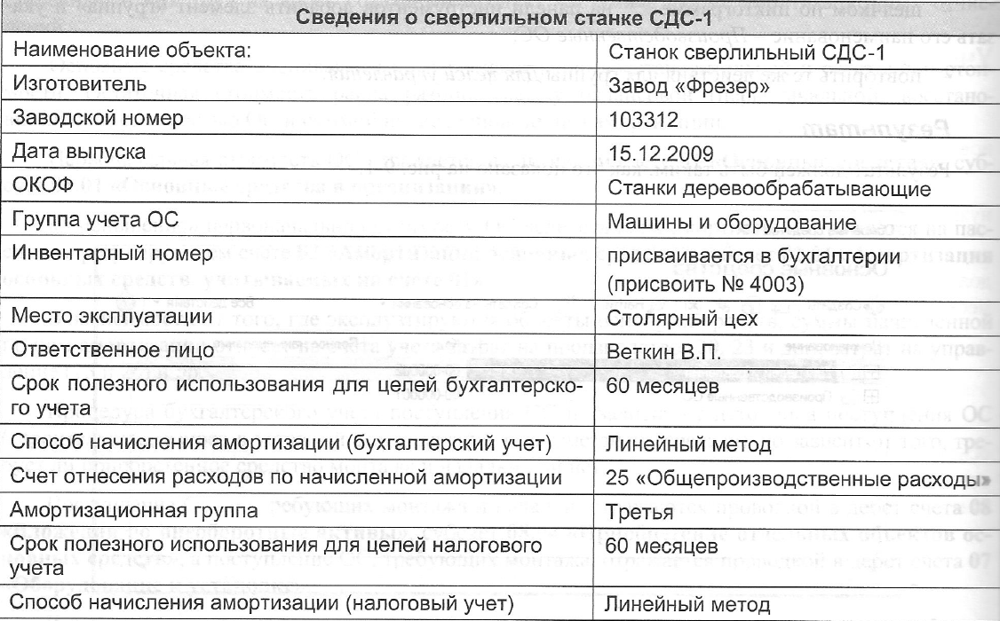 Сведения о сверлильном станке СДС-1
Наименование объекта: Станок сверлильный СДС-1
Изготовитель Завод «Фрезер»
Заводской номер 103312
Дата выпуска 15.12.2009
ОКОФ Станки деревообрабатывающие
Группа учета ОС Машины и оборудование
Инвентарный номер присваивается в бухгалтерии
(присвоить № 4003)
Место эксплуатации Столярный цех
Ответственное лицо Веткин В.П.
Срок полезного использования для целей бухгалтерско- 60 месяцев
го учета
Способ начисления амортизации (бухгалтерский учет) Линейный метод
Счет отнесения расходов по начисленной амортизации 25 «Общепроизводственные расходы»
Амортизационная группа Третья
Срок полезного использования для целей налогового 60 месяцев
учета
Способ начисления амортизации (налоговый учет) Линейный метод